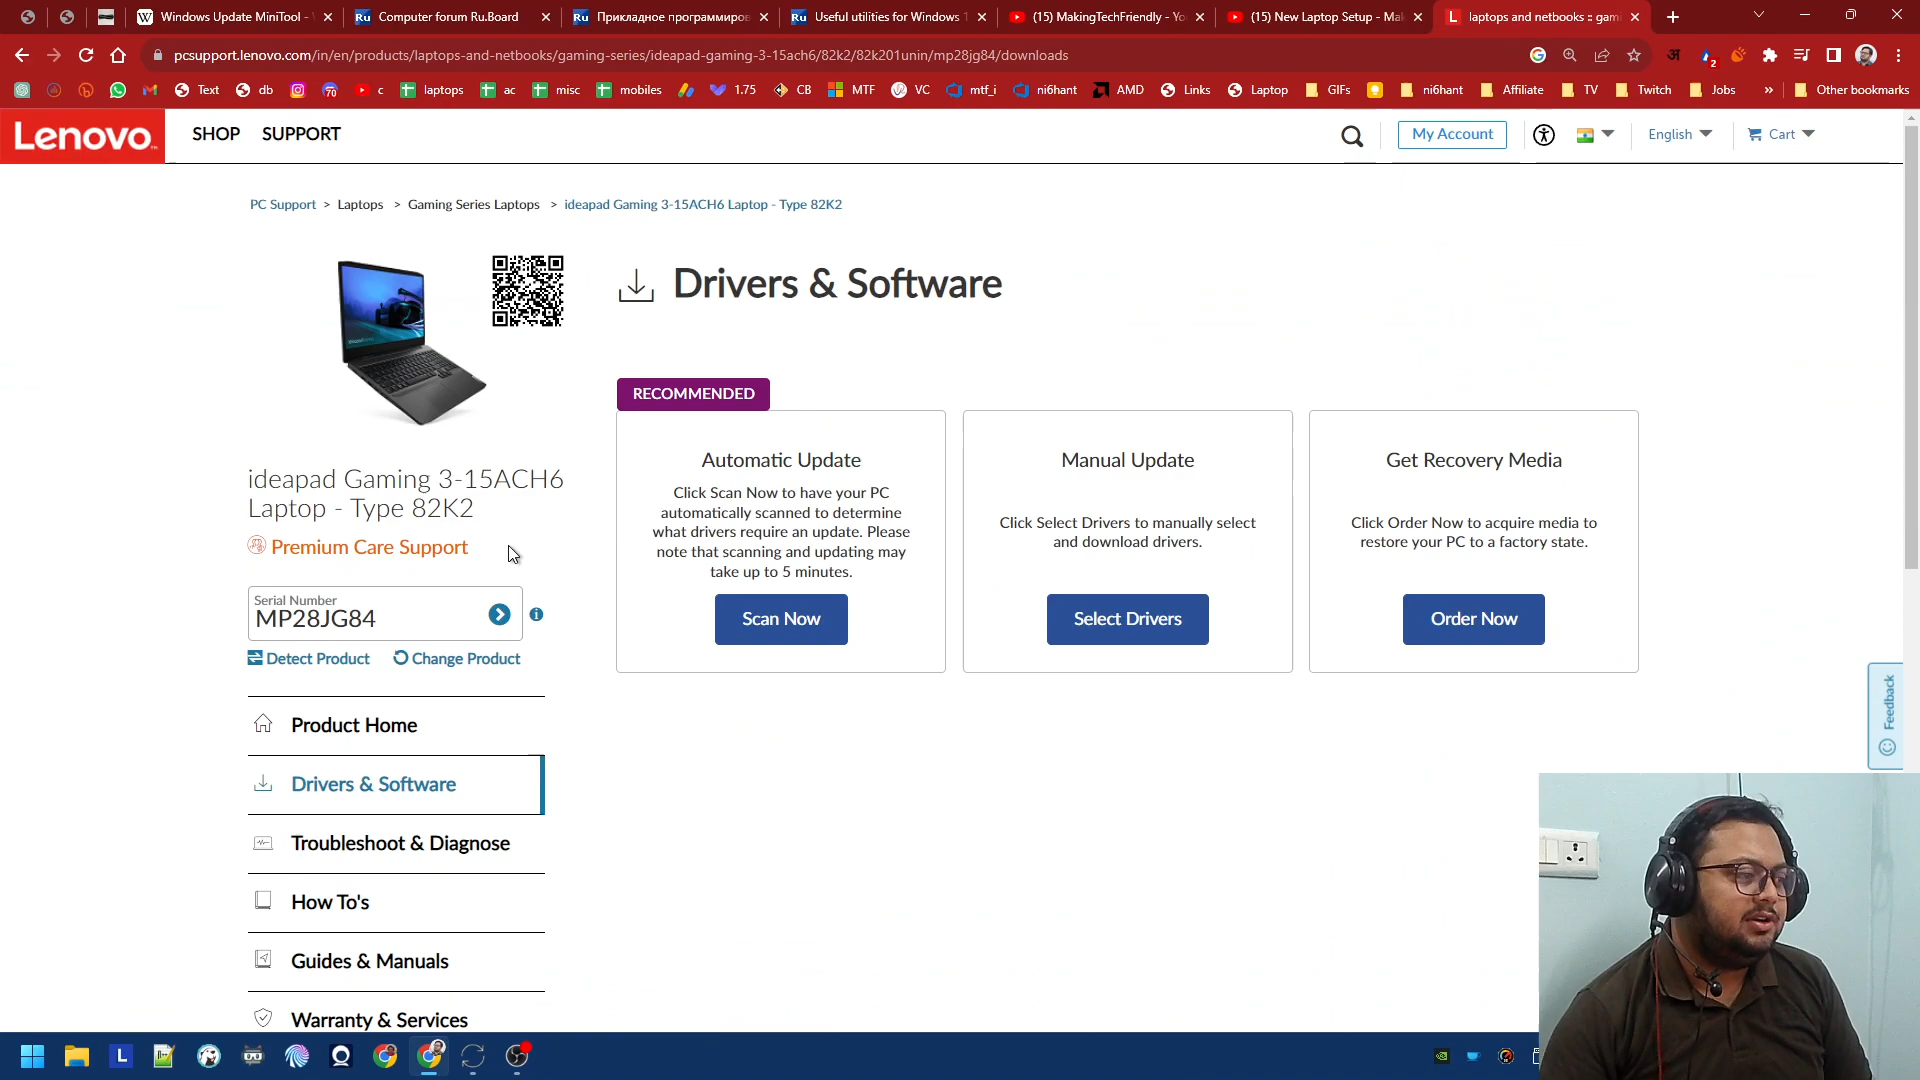 Windows Update MiniTool -
Computer forum Ru.Board
Прикладное программиров
Useful utilities for Windows 1
(15) MakingTechFriendly - Yo
(15) New Laptop Setup - Mak
laptops and netbooks :: gam
pcsupport.lenovo.com/in/en/products/laptops-and-netbooks/gaming-series/ideapad-gaming-3-15ach6/82k2/82k201unin/mp28jg84/downloads
Text db 70 c laptops ac misc mobiles 1.75 CB MTF VC mtf_i ni6hant AMD Links Laptop GIFs ni6hant Affiliate TV Twitch Jobs » Other bookmarks
Lenovo SHOP SUPPORT My Account English Cart
PC Support > Laptops > Gaming Series Laptops > ideapad Gaming 3-15ACH6 Laptop - Type 82K2
Drivers & Software
ideapad Gaming 3-15ACH6
Laptop - Type 82K2
Premium Care Support
Serial Number
MP28JG84
Detect Product Change Product
Product Home
Drivers & Software
Troubleshoot & Diagnose
How To's
Guides & Manuals
Warranty & Services
RECOMMENDED
Automatic Update
Click Scan Now to have your PC
automatically scanned to determine
what drivers require an update. Please
note that scanning and updating may
take up to 5 minutes.
Scan Now
Manual Update
Click Select Drivers to manually select
and download drivers.
Select Drivers
Get Recovery Media
Click Order Now to acquire media to
restore your PC to a factory state.
Order Now
Feedback